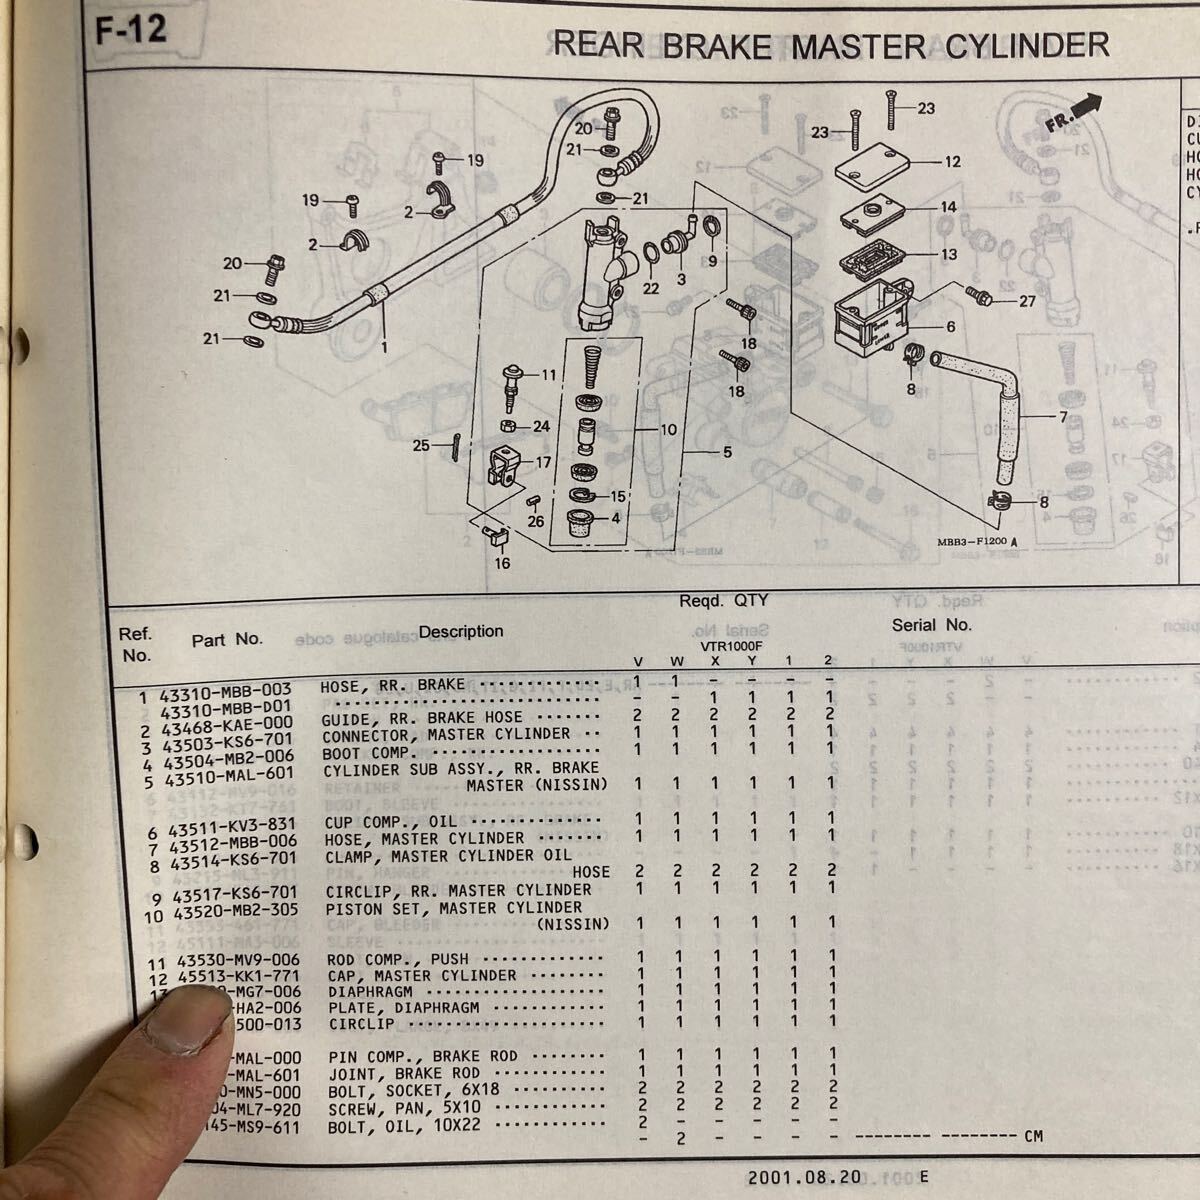 F-12
REAR BRAKE MASTER CYLINDER
FR.
23
23
12
14
13
27
6
8
7
8
20
21
21
19
19
2
2
20
21
21
1
9
3
22
18
18
11
24
25
17
26
16
10
5
15
4
MBB3-F1200 A
Reqd. QTY
Ref. No. Part No. Description Serial No.
VTR1000F
V W X Y 1 2
1 43310-MBB-003 HOSE, RR. BRAKE 1 1 - - - -
43310-MBB-D01 - - 1 1 1 1
2 43468-KAE-000 GUIDE, RR. BRAKE HOSE 2 2 2 2 2 2
3 43503-KS6-701 CONNECTOR, MASTER CYLINDER 1 1 1 1 1 1
4 43504-MB2-006 BOOT COMP. 1 1 1 1 1 1
5 43510-MAL-601 CYLINDER SUB ASSY., RR. BRAKE
MASTER (NISSIN) 1 1 1 1 1 1
6 43511-KV3-831 CUP COMP., OIL 1 1 1 1 1 1
7 43512-MBB-006 HOSE, MASTER CYLINDER 1 1 1 1 1 1
8 43514-KS6-701 CLAMP, MASTER CYLINDER OIL
HOSE 2 2 2 2 2 2
9 43517-KS6-701 CIRCLIP, RR. MASTER CYLINDER 1 1 1 1 1 1
10 43520-MB2-305 PISTON SET, MASTER CYLINDER
(NISSIN) 1 1 1 1 1 1
11 43530-MV9-006 ROD COMP., PUSH 1 1 1 1 1 1
12 45513-KK1-771 CAP, MASTER CYLINDER 1 1 1 1 1 1
-MG7-006 DIAPHRAGM 1 1 1 1 1 1
-HA2-006 PLATE, DIAPHRAGM 1 1 1 1 1 1
500-013 CIRCLIP 1 1 1 1 1 1
-MAL-000 PIN COMP., BRAKE ROD 1 1 1 1 1 1
-MAL-601 JOINT, BRAKE ROD 1 1 1 1 1 1
0-MN5-000 BOLT, SOCKET, 6X18 2 2 2 2 2 2
04-ML7-920 SCREW, PAN, 5X10 2 2 2 2 2 2
145-MS9-611 BOLT, OIL, 10X22 2 - - - - -
- 2 - - - - -------- -------- CM
2001.08.20 E